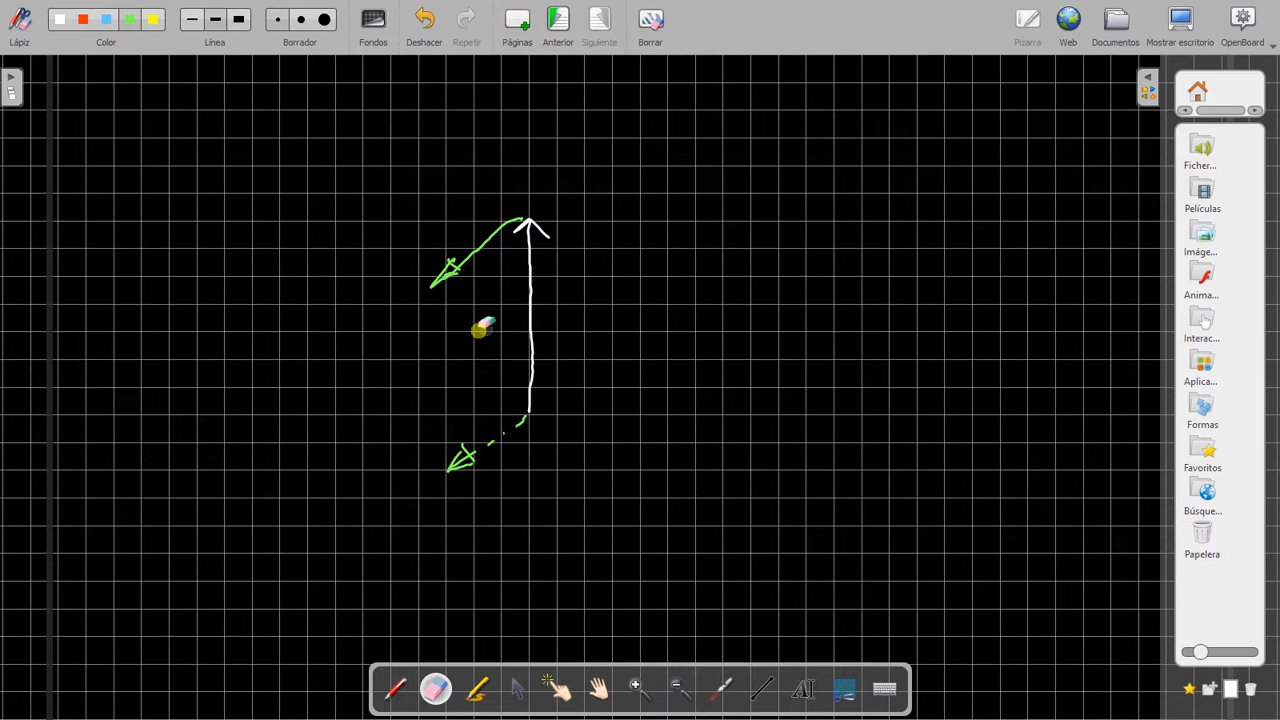 Lápiz Color Línea Borrador Fondos Deshacer Repetir Páginas Anterior Siguiente Borrar Pizarra Web Documentos Mostrar escritorio OpenBoard
Ficher...
Películas
Imáge...
Anima...
Interac...
Aplica...
Formas
Favoritos
Búsque...
Papelera
AI